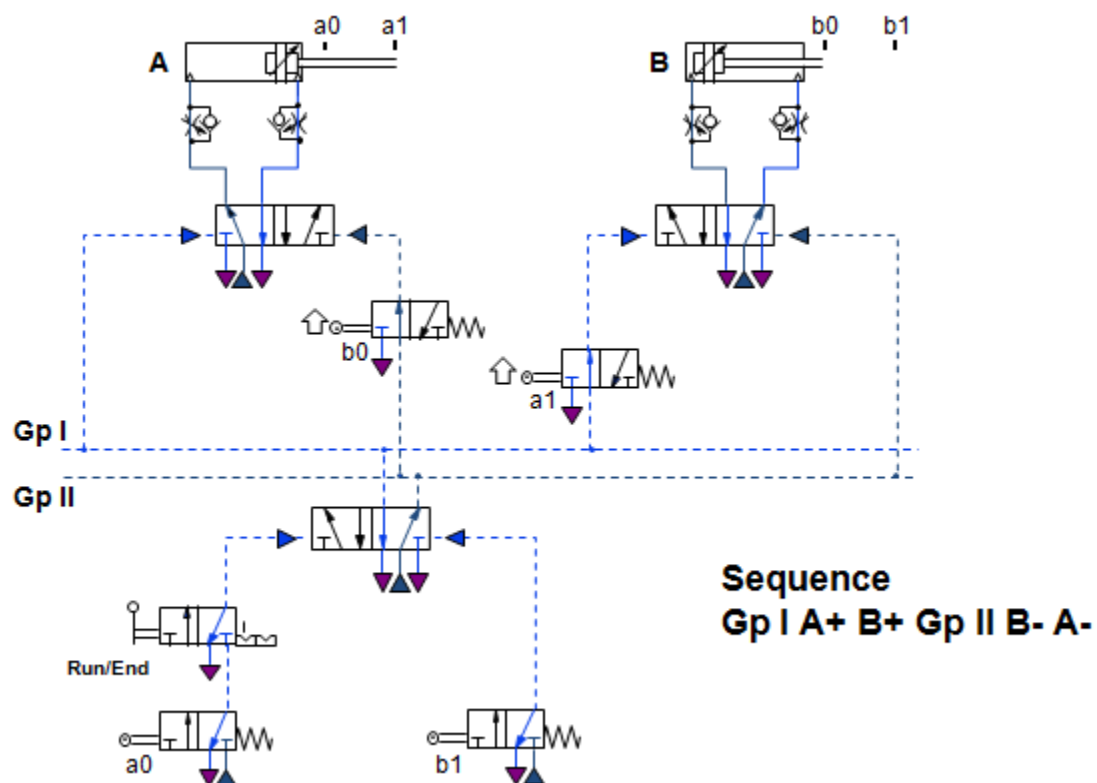 a0 a1 b0 b1
A B
b0
a1
Gp I
Gp II
Sequence
Gp I A+ B+ Gp II B- A-
Run/End
a0 b1